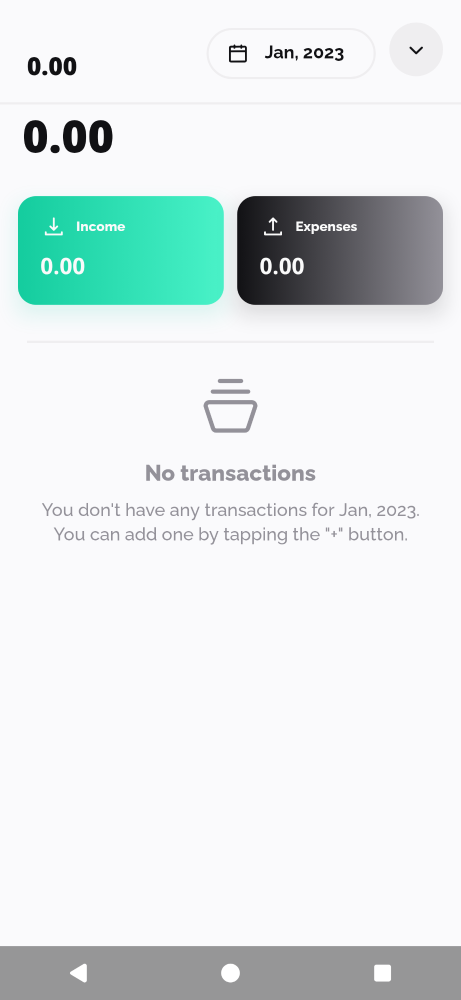 0.00
Jan, 2023
0.00
Income
0.00
Expenses
0.00
No transactions
You don't have any transactions for Jan, 2023.
You can add one by tapping the "+" button.